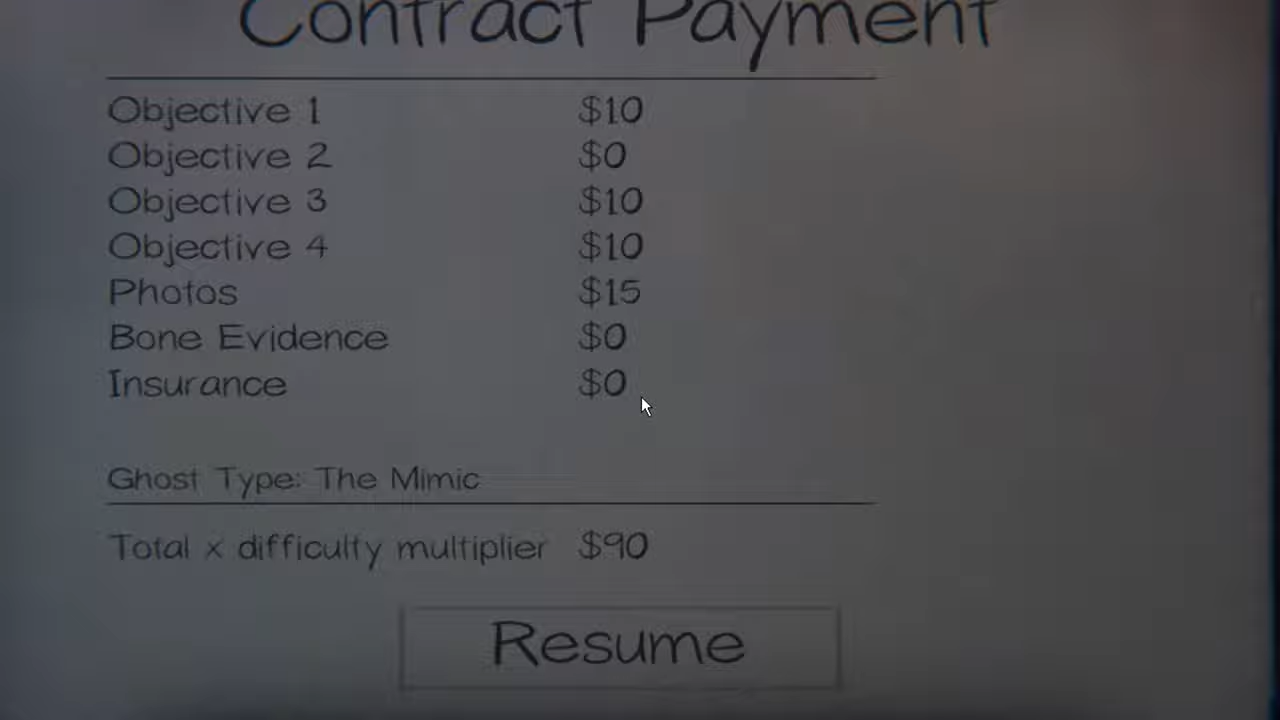 Contract Payment
Objective 1 $10
Objective 2 $0
Objective 3 $10
Objective 4 $10
Photos $15
Bone Evidence $0
Insurance $0
Ghost Type: The Mimic
Total x difficulty multiplier $90
Resume